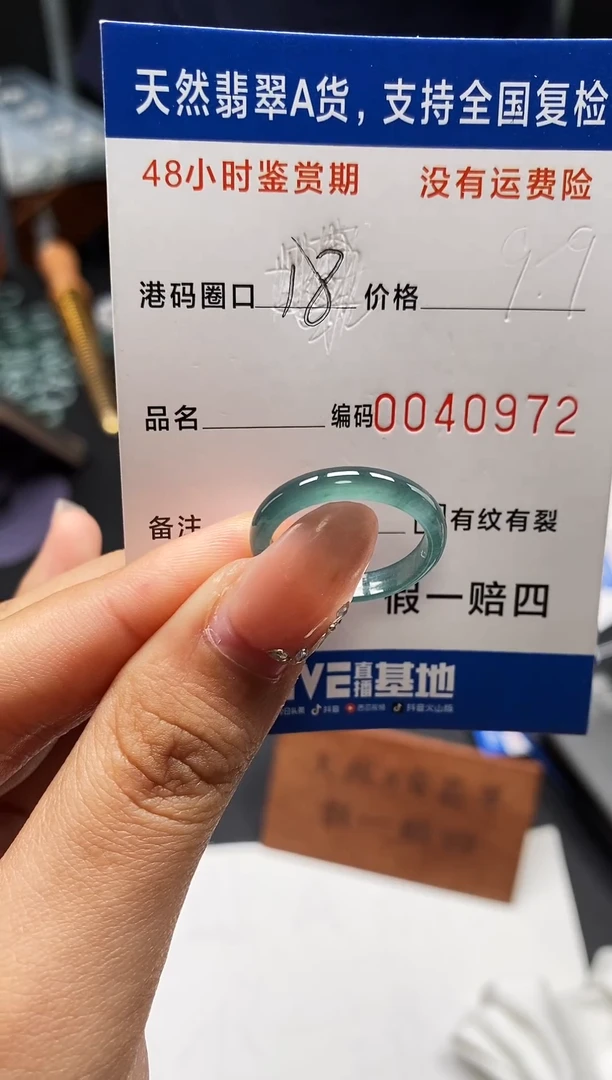 天然翡翠A货，支持全国复检
48小时鉴赏期 没有运费险
港码圈口 18 价格 9.9
品名 编码0040972
备注 有纹有裂
假一赔四
直播基地